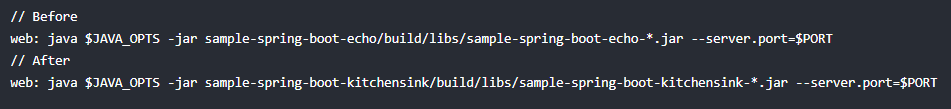 // Before
web: java $JAVA_OPTS -jar sample-spring-boot-echo/build/libs/sample-spring-boot-echo-*.jar --server.port=$PORT
// After
web: java $JAVA_OPTS -jar sample-spring-boot-kitchensink/build/libs/sample-spring-boot-kitchensink-*.jar --server.port=$PORT